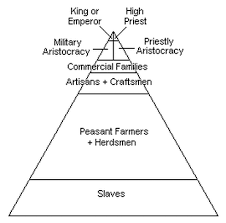 King or
Emperor
High
Priest
Military
Aristocracy
Priestly
Aristocracy
Commercial Families
Artisans + Craftsmen
Peasant Farmers
+ Herdsmen
Slaves